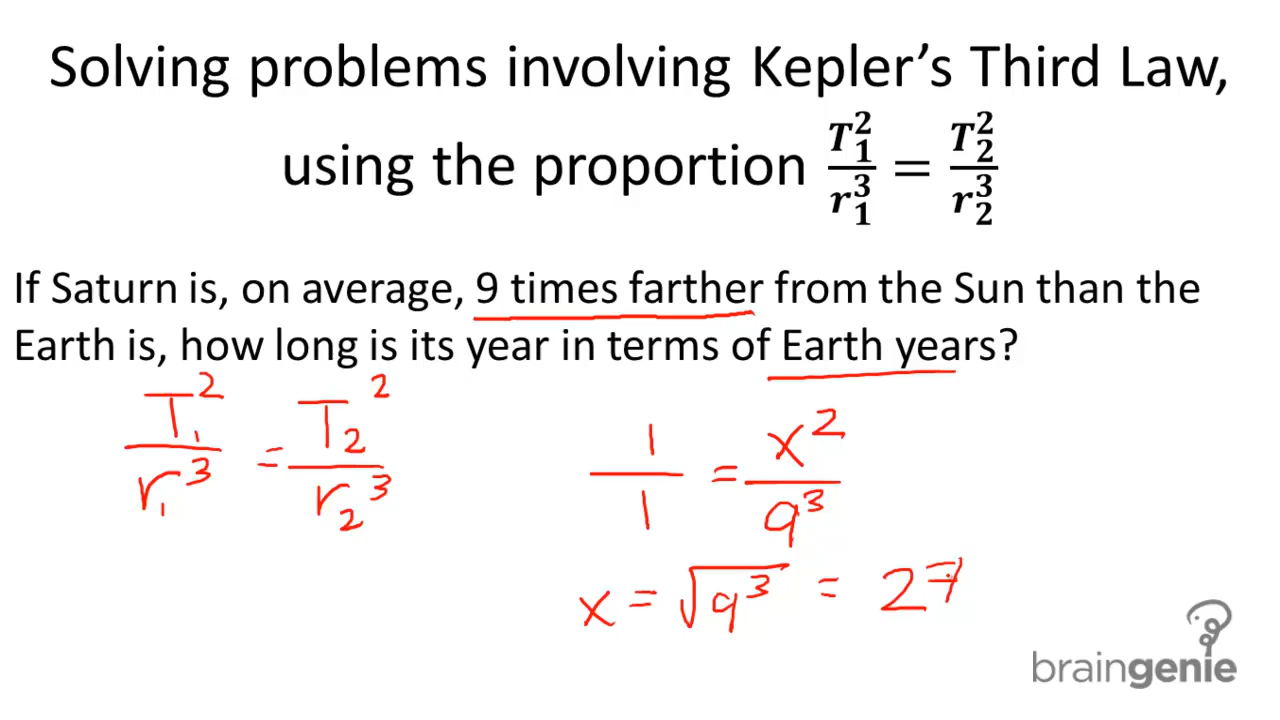 Solving problems involving Kepler's Third Law,
using the proportion T₁²/r₁³ = T₂²/r₂³
If Saturn is, on average, 9 times farther from the Sun than the
Earth is, how long is its year in terms of Earth years?
T₁²/r₁³ = T₂²/r₂³
1/1 = x²/9³
x = √9³ = 27
braingenie